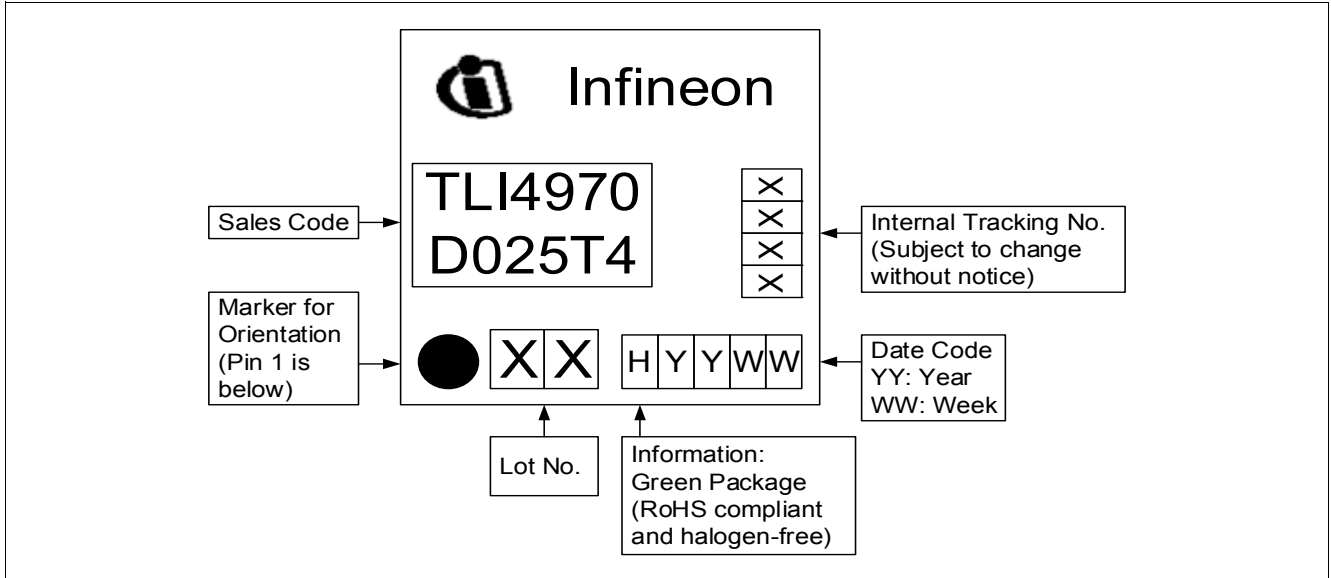 Infineon
TLI4970
D025T4
X
X
X
X
Sales Code
Internal Tracking No.
(Subject to change
without notice)
Marker for
Orientation
(Pin 1 is
below)
X X
H Y Y W W
Date Code
YY: Year
WW: Week
Lot No.
Information:
Green Package
(RoHS compliant
and halogen-free)